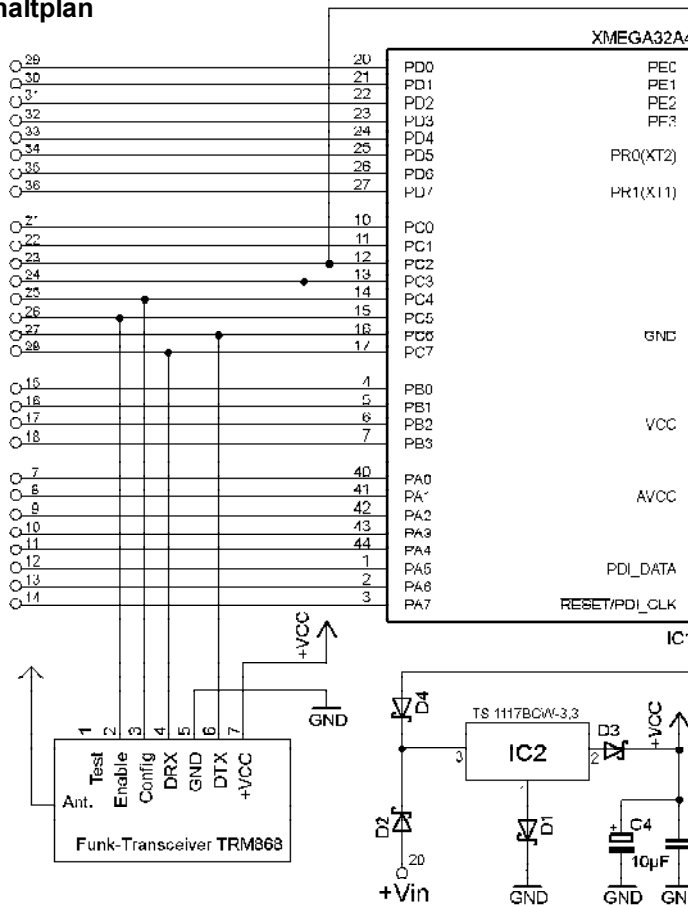 haltplan
XMEGA32A4
29 20 PD0 PE0
30 21 PD1 PE1
31 22 PD2 PE2
32 23 PD3 PE3
33 24 PD4
34 25 PD5 PR0(XT2)
35 26 PD6
36 27 PD7 PR1(XT1)
21 10 PC0
22 11 PC1
23 12 PC2
24 13 PC3
25 14 PC4
26 15 PC5
27 16 PC6 GND
28 17 PC7
15 4 PB0
16 5 PB1
17 6 PB2 VCC
18 7 PB3
7 40 PA0
8 41 PA1 AVCC
9 42 PA2
10 43 PA3
11 44 PA4
12 1 PA5 PDI_DATA
13 2 PA6
14 3 PA7 RESET/PDI_CLK
IC1
+VCC
GND
1 2 3 4 5 6 7
Test Enable Config DRX GND DTX +VCC
Ant.
Funk-Transceiver TRM868
D4
TS 1117BCW-3,3
D3
+VCC
3 IC2 2
1
D2
D1
C4
+
10µF
20
+Vin
GND
GND
GN